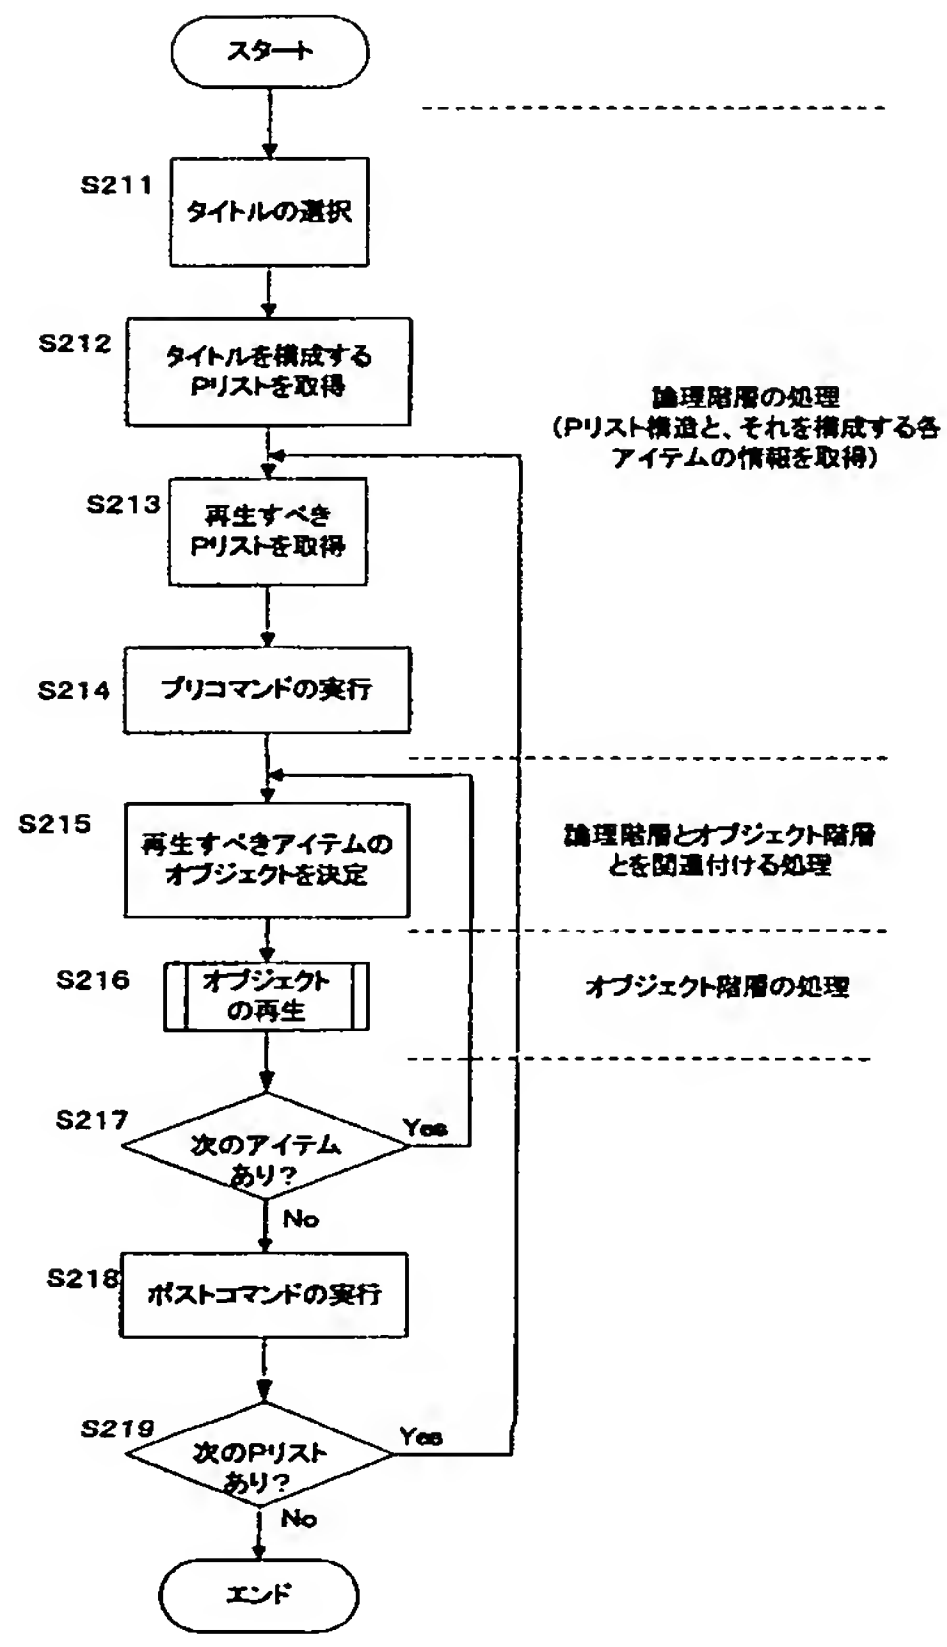 スタート
S211
タイトルの選択
S212
タイトルを構成する
Pリストを取得
論理階層の処理
(Pリスト構造と、それを構成する各
アイテムの情報を取得)
S213
再生すべき
Pリストを取得
S214
プリコマンドの実行
S215
再生すべきアイテムの
オブジェクトを決定
論理階層とオブジェクト階層
とを関連付ける処理
S216
オブジェクト
の再生
オブジェクト階層の処理
S217
次のアイテム
あり?
Yes
No
S218
ポストコマンドの実行
S219
次のPリスト
あり?
Yes
No
エンド